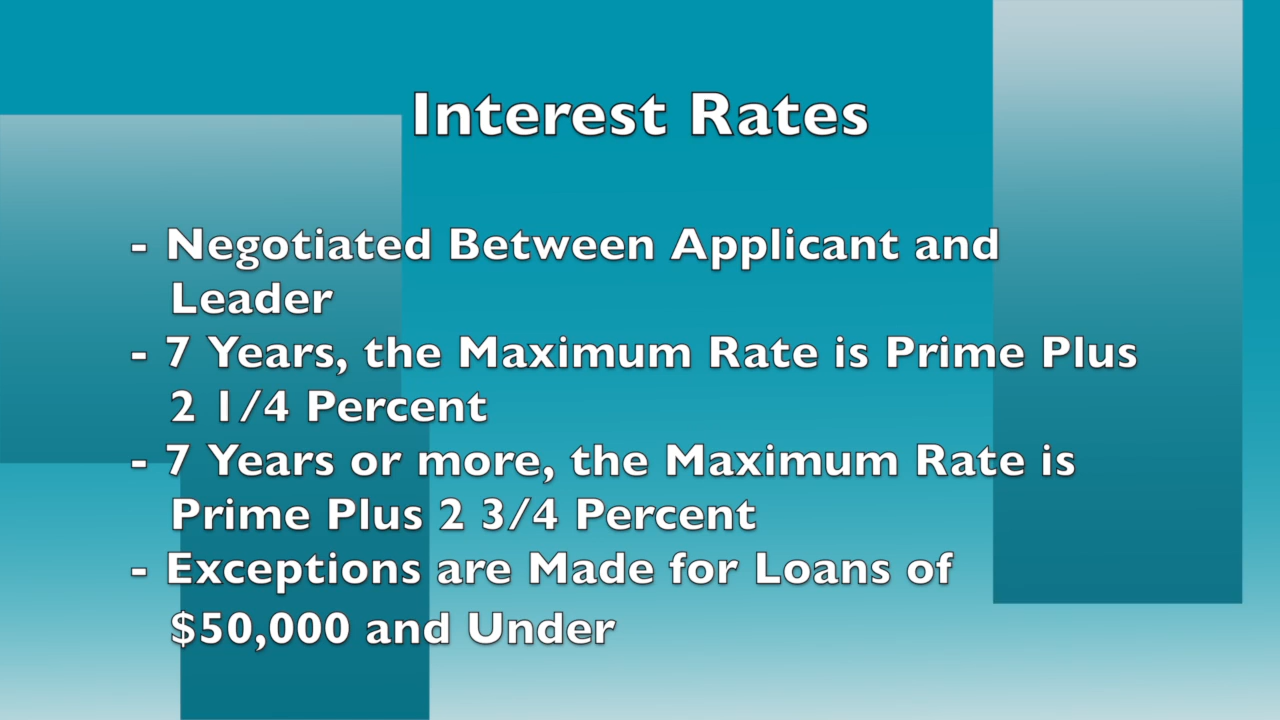 Interest Rates
- Negotiated Between Applicant and
Leader
- 7 Years, the Maximum Rate is Prime Plus
2 1/4 Percent
- 7 Years or more, the Maximum Rate is
Prime Plus 2 3/4 Percent
- Exceptions are Made for Loans of
$50,000 and Under